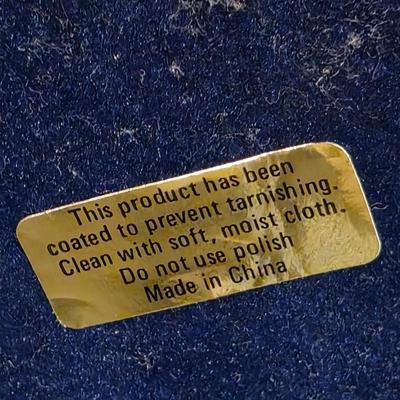 This product has been
coated to prevent tarnishing.
Clean with soft, moist cloth.
Do not use polish
Made in China